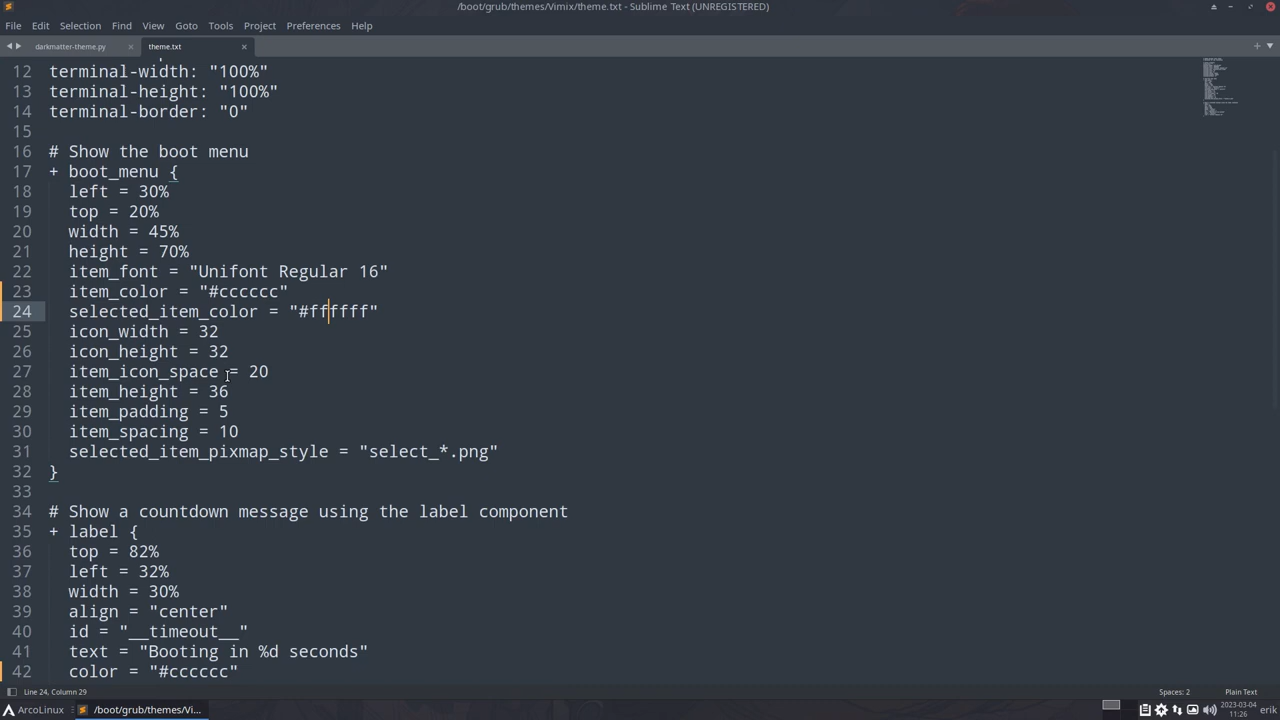 /boot/grub/themes/Vimix/theme.txt - Sublime Text (UNREGISTERED)
File Edit Selection Find View Goto Tools Project Preferences Help
darkmatter-theme.py theme.txt
12 terminal-width: "100%"
13 terminal-height: "100%"
14 terminal-border: "0"
15
16 # Show the boot menu
17 + boot_menu {
18 left = 30%
19 top = 20%
20 width = 45%
21 height = 70%
22 item_font = "Unifont Regular 16"
23 item_color = "#cccccc"
24 selected_item_color = "#ffffff"
25 icon_width = 32
26 icon_height = 32
27 item_icon_space = 20
28 item_height = 36
29 item_padding = 5
30 item_spacing = 10
31 selected_item_pixmap_style = "select_*.png"
32 }
33
34 # Show a countdown message using the label component
35 + label {
36 top = 82%
37 left = 32%
38 width = 30%
39 align = "center"
40 id = "__timeout__"
41 text = "Booting in %d seconds"
42 color = "#cccccc"
Line 24, Column 29 Spaces: 2 Plain Text
ArcoLinux /boot/grub/themes/Vi... 2023-03-04 erik
11:26